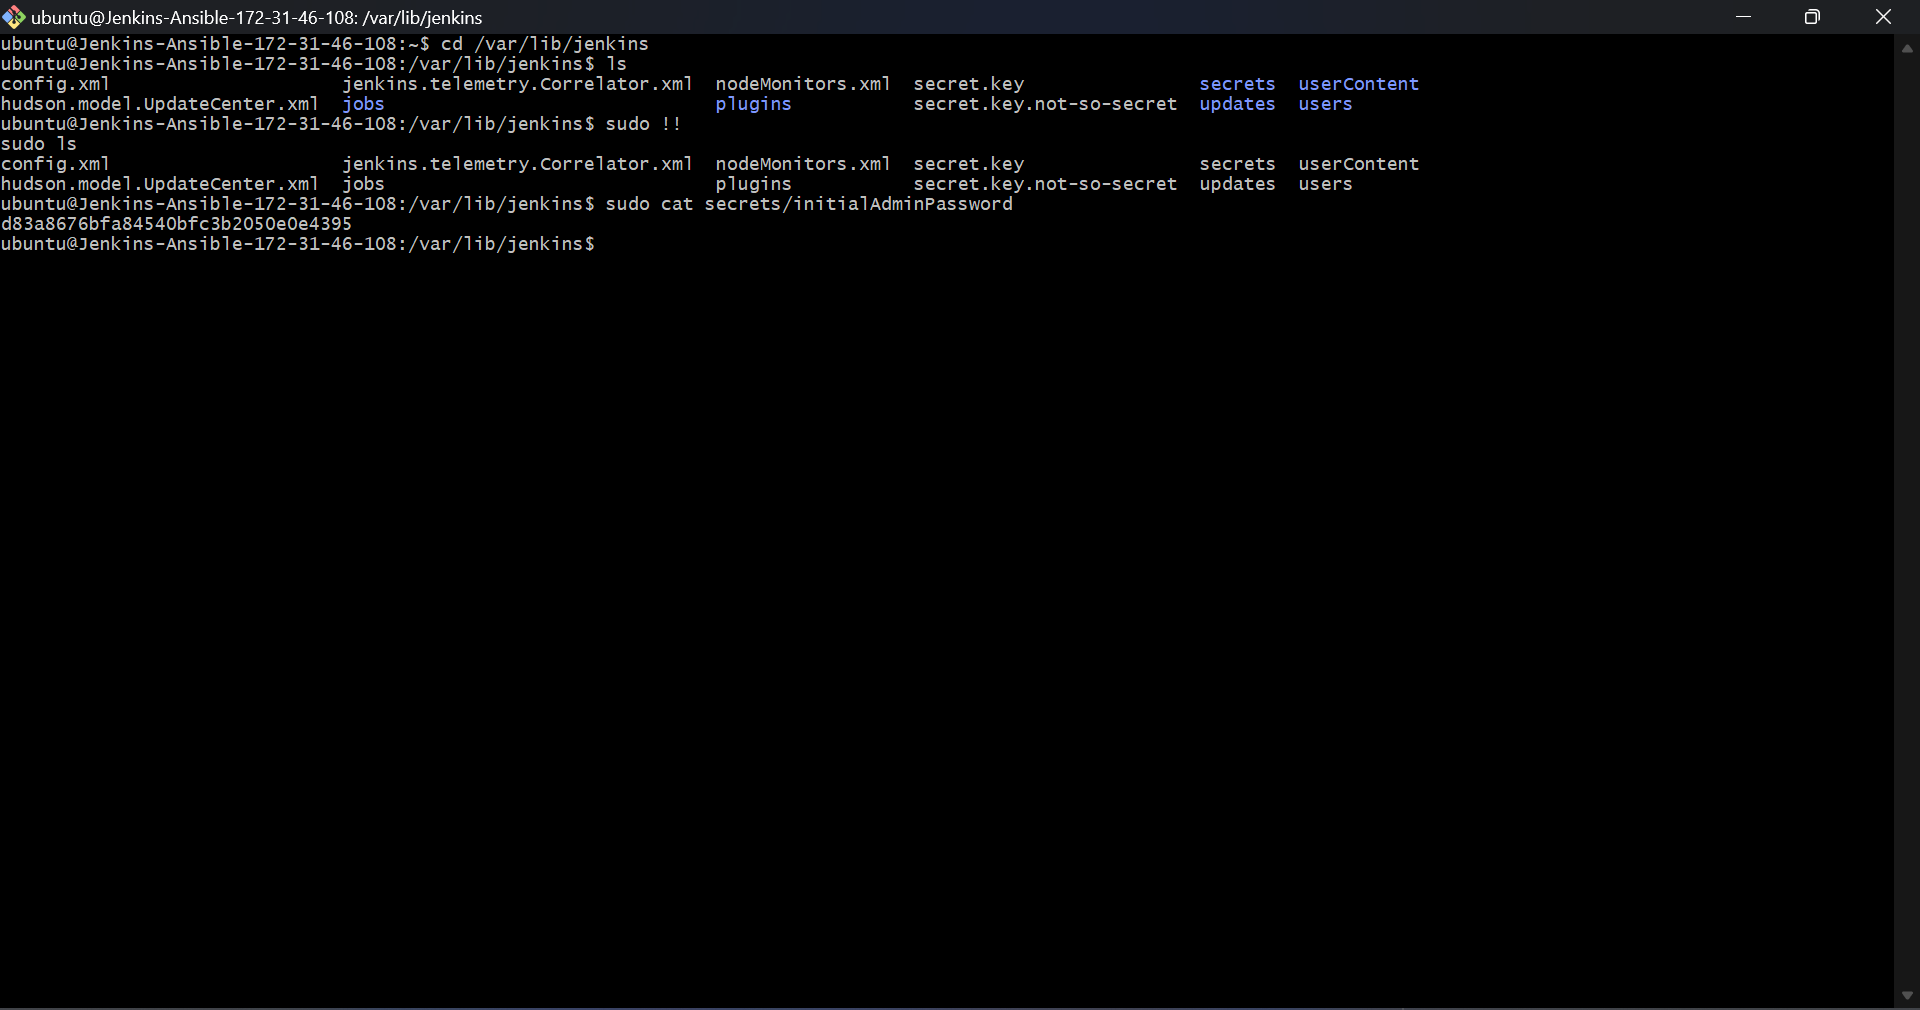 ubuntu@Jenkins-Ansible-172-31-46-108: /var/lib/jenkins
ubuntu@Jenkins-Ansible-172-31-46-108:~$ cd /var/lib/jenkins
ubuntu@Jenkins-Ansible-172-31-46-108:/var/lib/jenkins$ ls
config.xml jenkins.telemetry.Correlator.xml nodeMonitors.xml secret.key secrets userContent
hudson.model.UpdateCenter.xml jobs plugins secret.key.not-so-secret updates users
ubuntu@Jenkins-Ansible-172-31-46-108:/var/lib/jenkins$ sudo !!
sudo ls
config.xml jenkins.telemetry.Correlator.xml nodeMonitors.xml secret.key secrets userContent
hudson.model.UpdateCenter.xml jobs plugins secret.key.not-so-secret updates users
ubuntu@Jenkins-Ansible-172-31-46-108:/var/lib/jenkins$ sudo cat secrets/initialAdminPassword
d83a8676bfa84540bfc3b2050e0e4395
ubuntu@Jenkins-Ansible-172-31-46-108:/var/lib/jenkins$